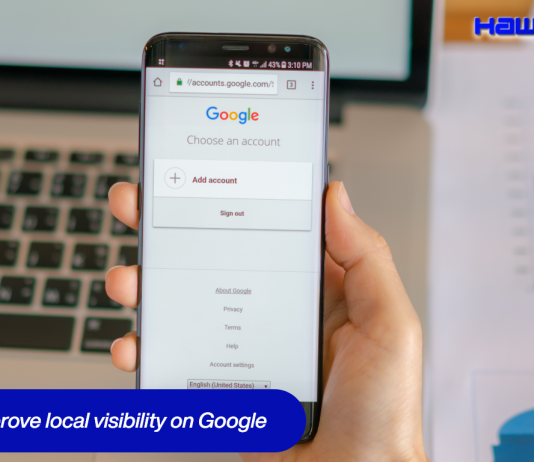 HAW
43% 3:10 PM
//accounts.google.com/
3
Google
Choose an account
Add account
Sign out
About Google
Privacy
Terms
Help
Account settings
English (United States)
rove local visibility on Google